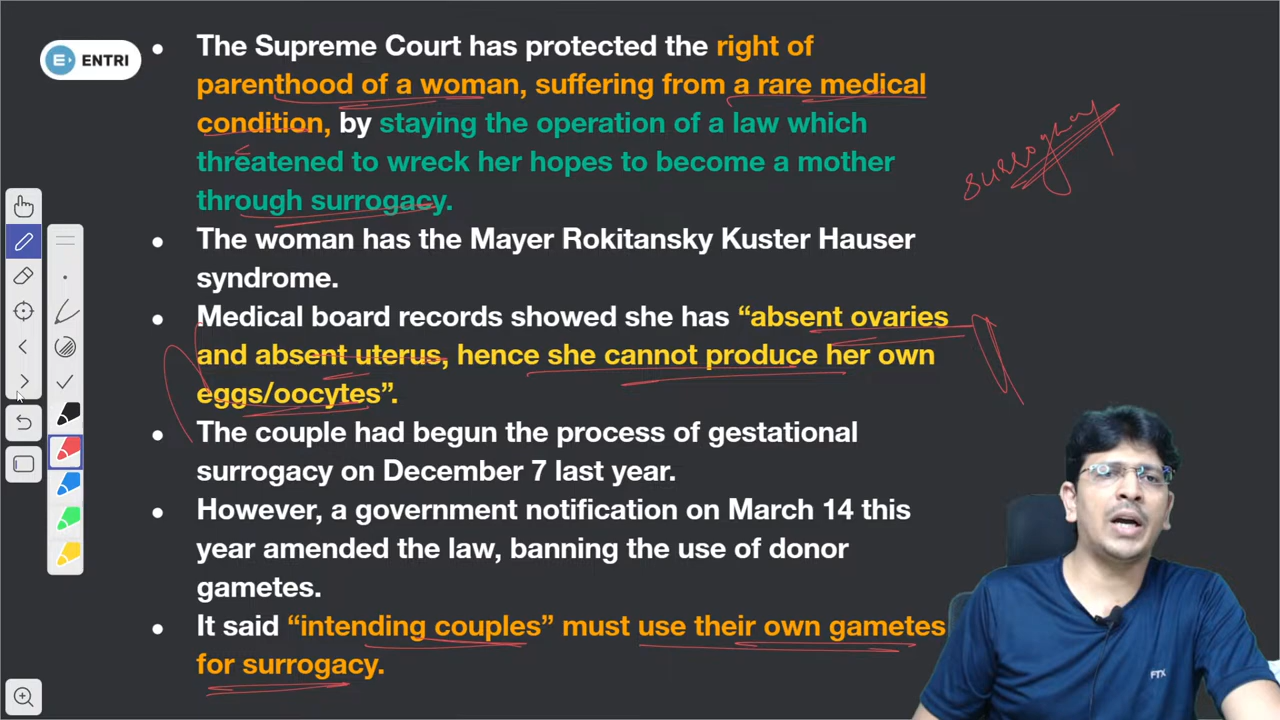 ENTRI
The Supreme Court has protected the right of
parenthood of a woman, suffering from a rare medical
condition, by staying the operation of a law which
threatened to wreck her hopes to become a mother
through surrogacy.
surrogacy
The woman has the Mayer Rokitansky Kuster Hauser
syndrome.
Medical board records showed she has “absent ovaries
and absent uterus, hence she cannot produce her own
eggs/oocytes”.
The couple had begun the process of gestational
surrogacy on December 7 last year.
However, a government notification on March 14 this
year amended the law, banning the use of donor
gametes.
It said “intending couples” must use their own gametes
for surrogacy.
FTX